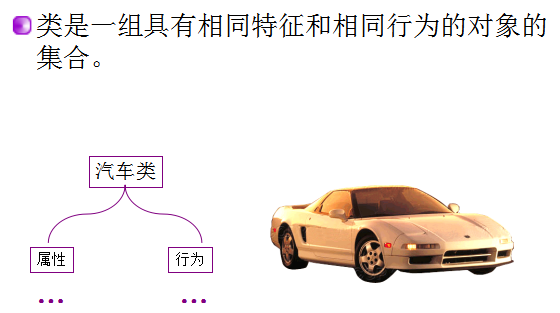 类是一组具有相同特征和相同行为的对象的
集合。
汽车类
属性
行为
••• •••